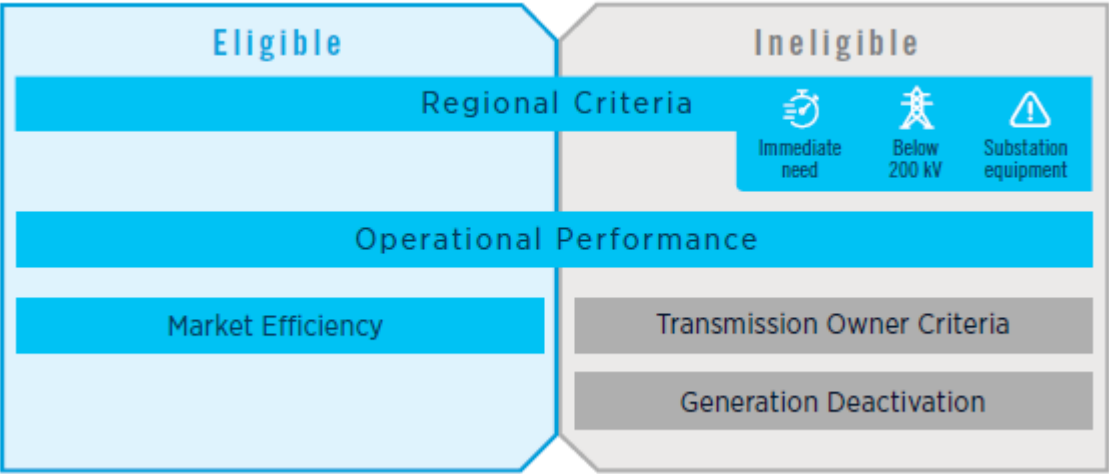 Eligible
Ineligible
Regional Criteria
Immediate
need
Below
200 kV
Substation
equipment
Operational Performance
Market Efficiency
Transmission Owner Criteria
Generation Deactivation